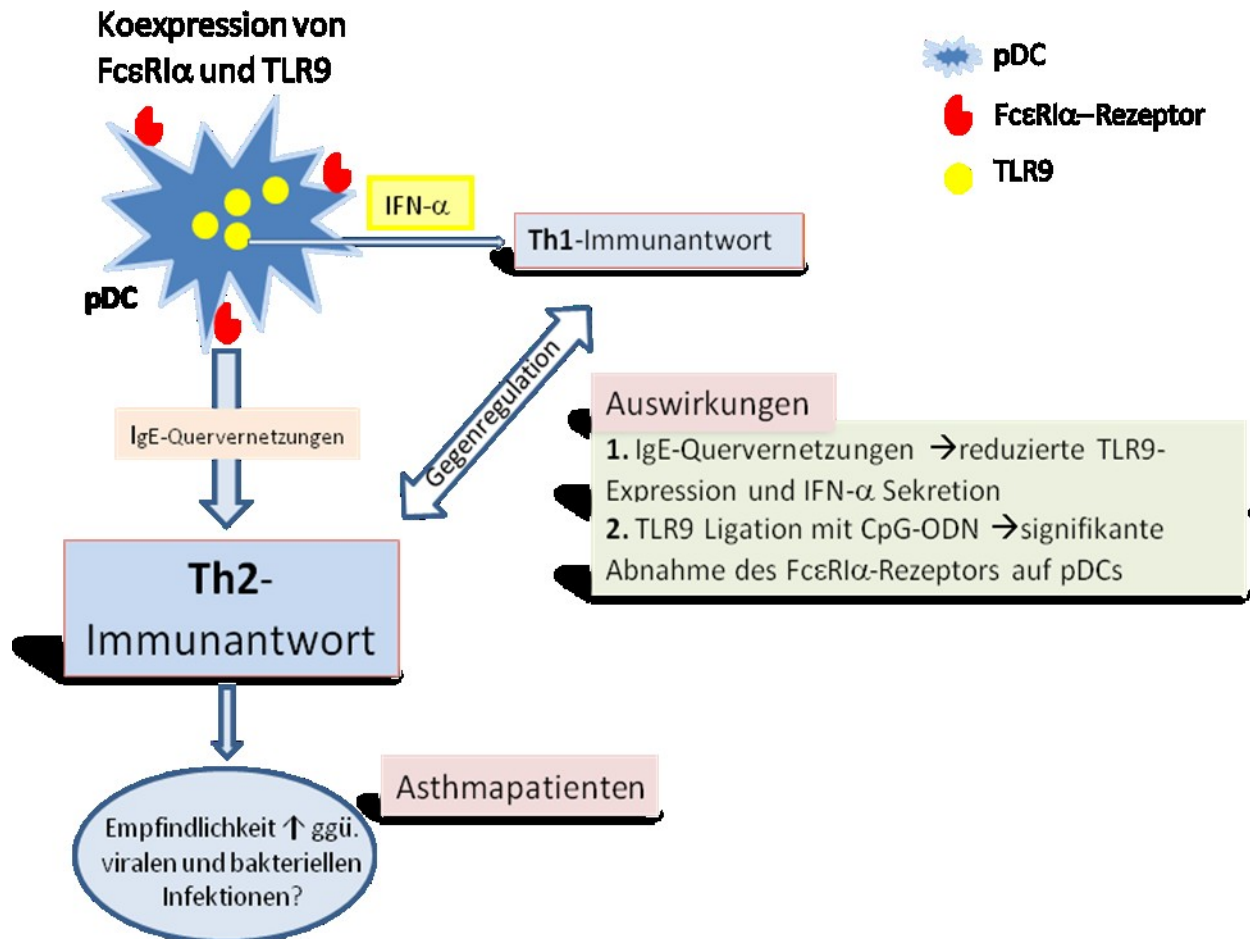 Koexpression von
FcεRIα und TLR9
pDC
FcεRIα–Rezeptor
TLR9
IFN-α
Th1-Immunantwort
pDC
IgE-Quervernetzungen
Gegenregulation
Auswirkungen
1. IgE-Quervernetzungen →reduzierte TLR9-
Expression und IFN-α Sekretion
2. TLR9 Ligation mit CpG-ODN →signifikante
Abnahme des FcεRIα-Rezeptors auf pDCs
Th2-
Immunantwort
Asthmapatienten
Empfindlichkeit ↑ ggü.
viralen und bakteriellen
Infektionen?